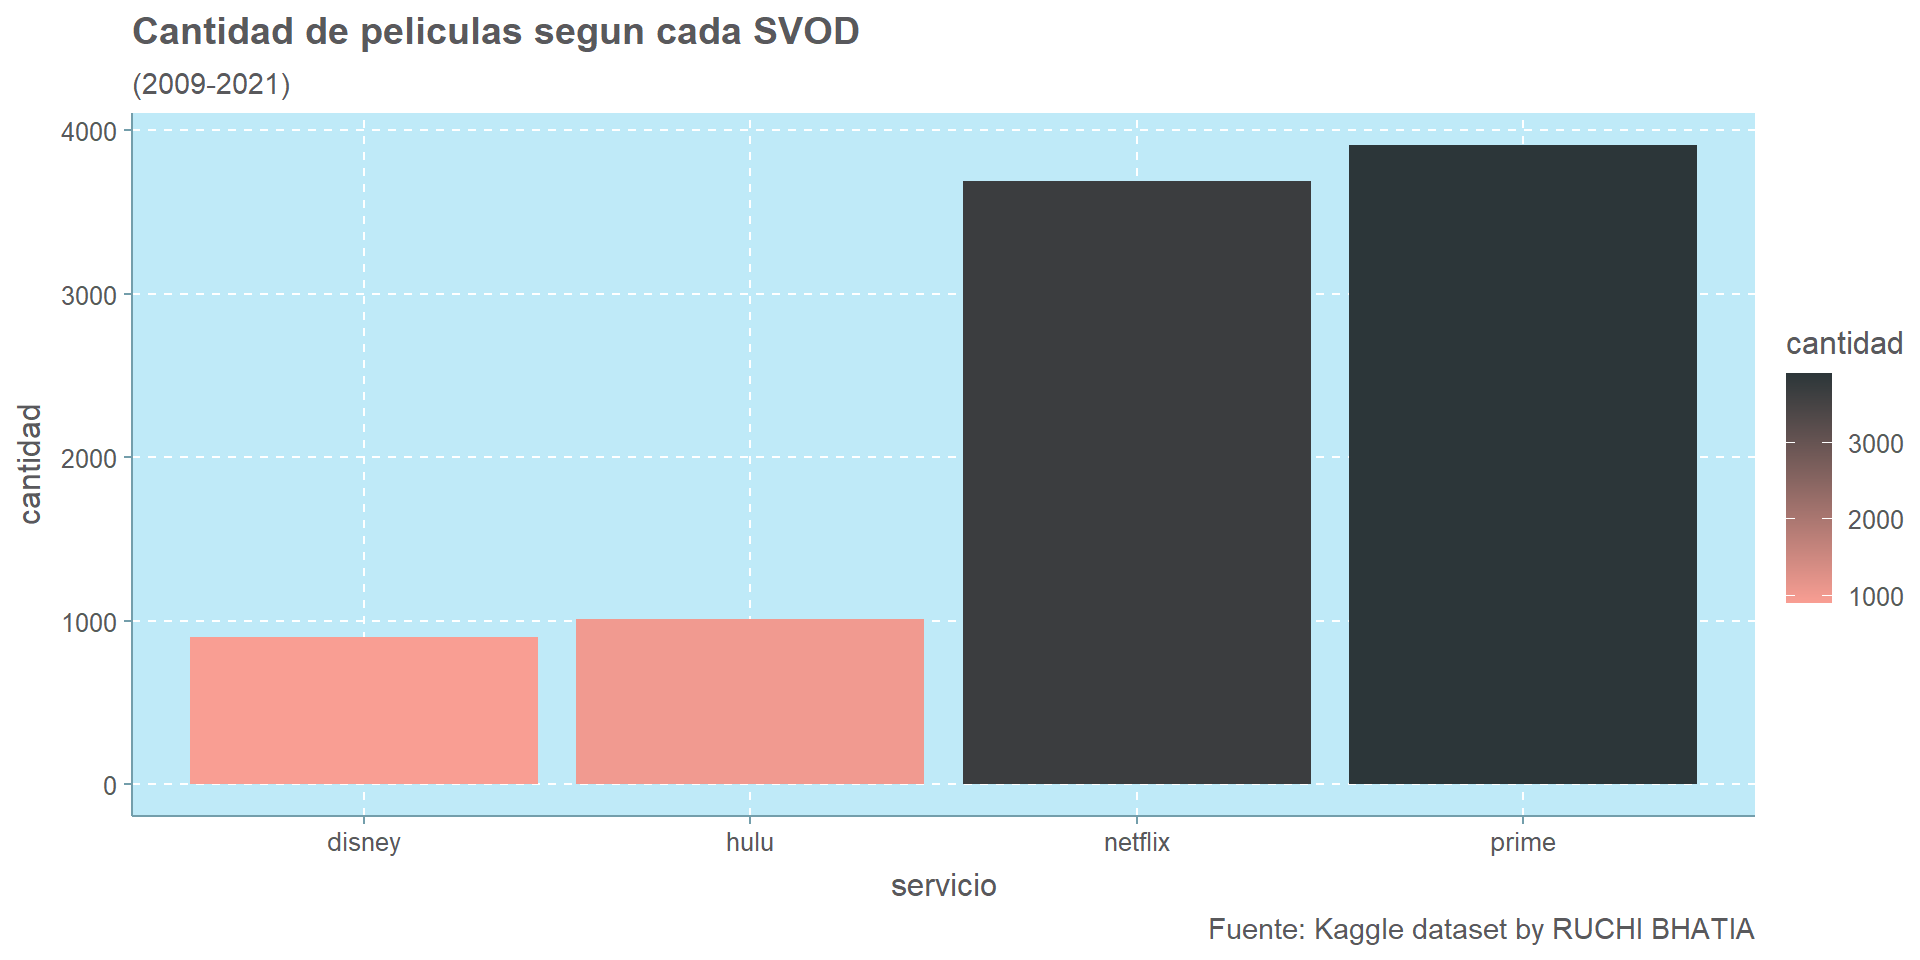 Cantidad de peliculas segun cada SVOD
(2009-2021)
4000
3000
2000
1000
0
cantidad
disney hulu netflix prime
servicio
cantidad
3000
2000
1000
Fuente: Kaggle dataset by RUCHI BHATIA